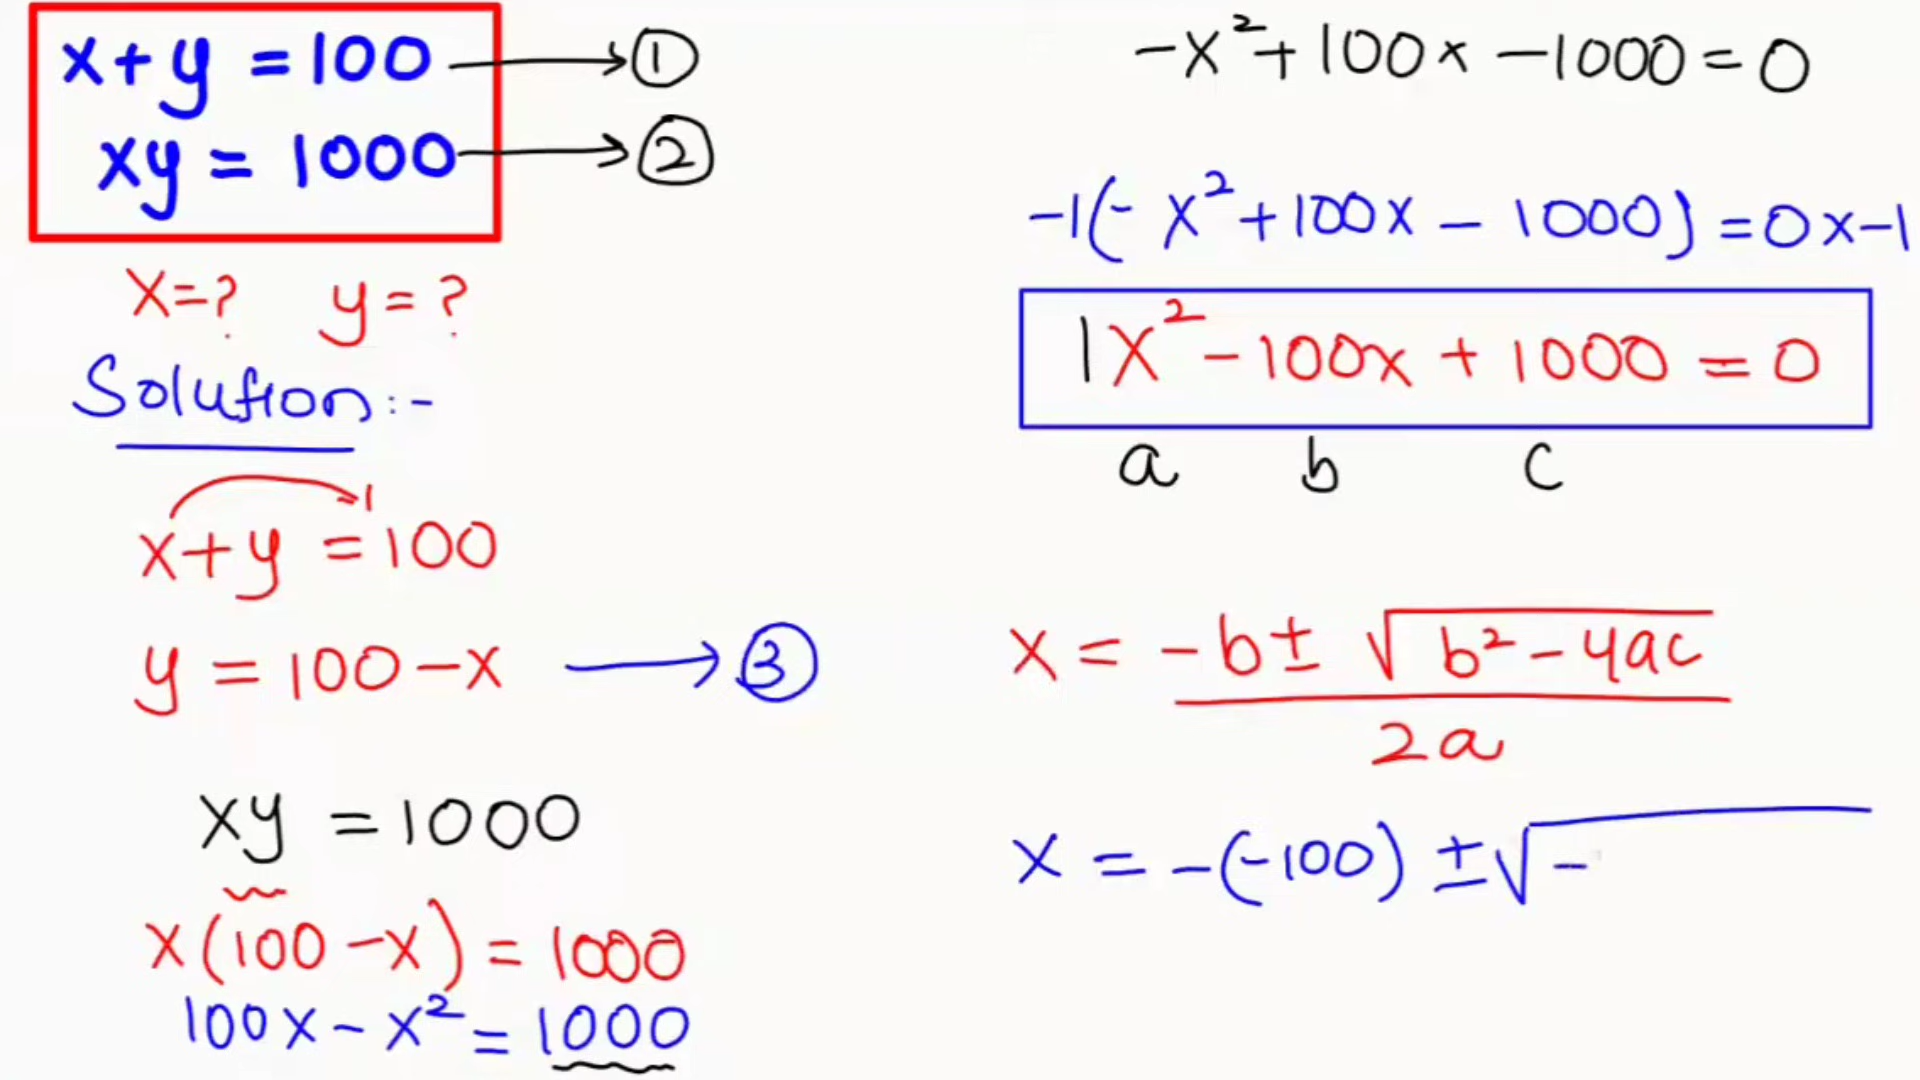 x+y = 100 → ①
xy = 1000 → ②
x=? y=?
Solution:-
x+y = 100
y = 100-x → ③
xy = 1000
x(100-x) = 1000
100x - x² = 1000
-x²+100x-1000=0
-1(-x²+100x-1000)=0x-1
1x²-100x+1000=0
a b c
x = -b±√b²-4ac
2a
x = -(-100) ±√-